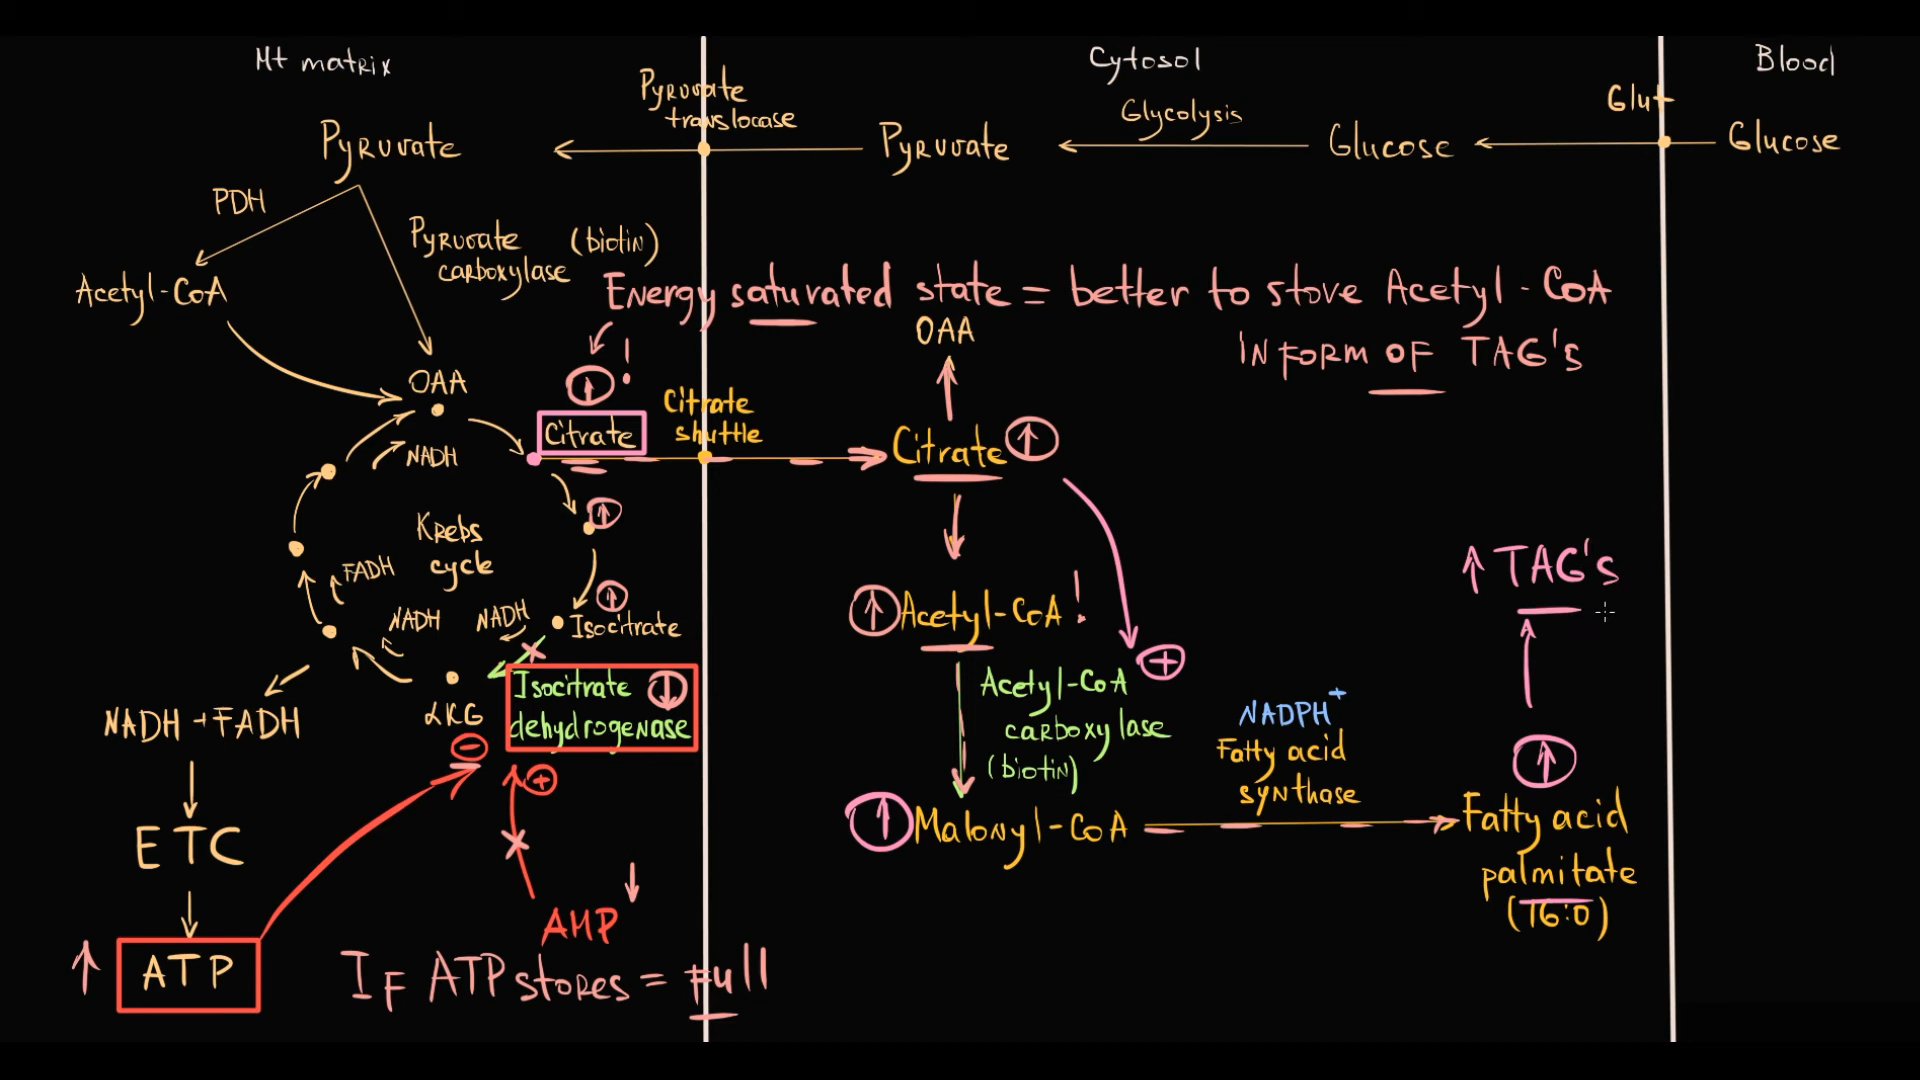 Mt matrix
Cytosol
Blood
Pyruvate
translocase
Glycolysis
Glut
Pyruvate
Pyruvate
Glucose
Glucose
PDH
Pyruvate (biotin)
carboxylase
Acetyl-CoA
Energy saturated state = better to store Acetyl-CoA
IN FORM OF TAG's
OAA
OAA
!
↑
Citrate
shuttle
Citrate
Citrate ↑
NADH
↑
Krebs
cycle
FADH
↑ TAG's
NADH
NADH
↑
Isocitrate
↑ Acetyl-CoA !
+
Isocitrate ↓
dehydrogenase
Acetyl-CoA
carboxylase
(biotin)
αKG
NADH + FADH
−
+
NADPH+
Fatty acid
synthase
↑
ETC
↑ Malonyl-CoA
Fatty acid
palmitate
(16:0)
AMP ↓
↑ ATP
IF ATP stores = Full